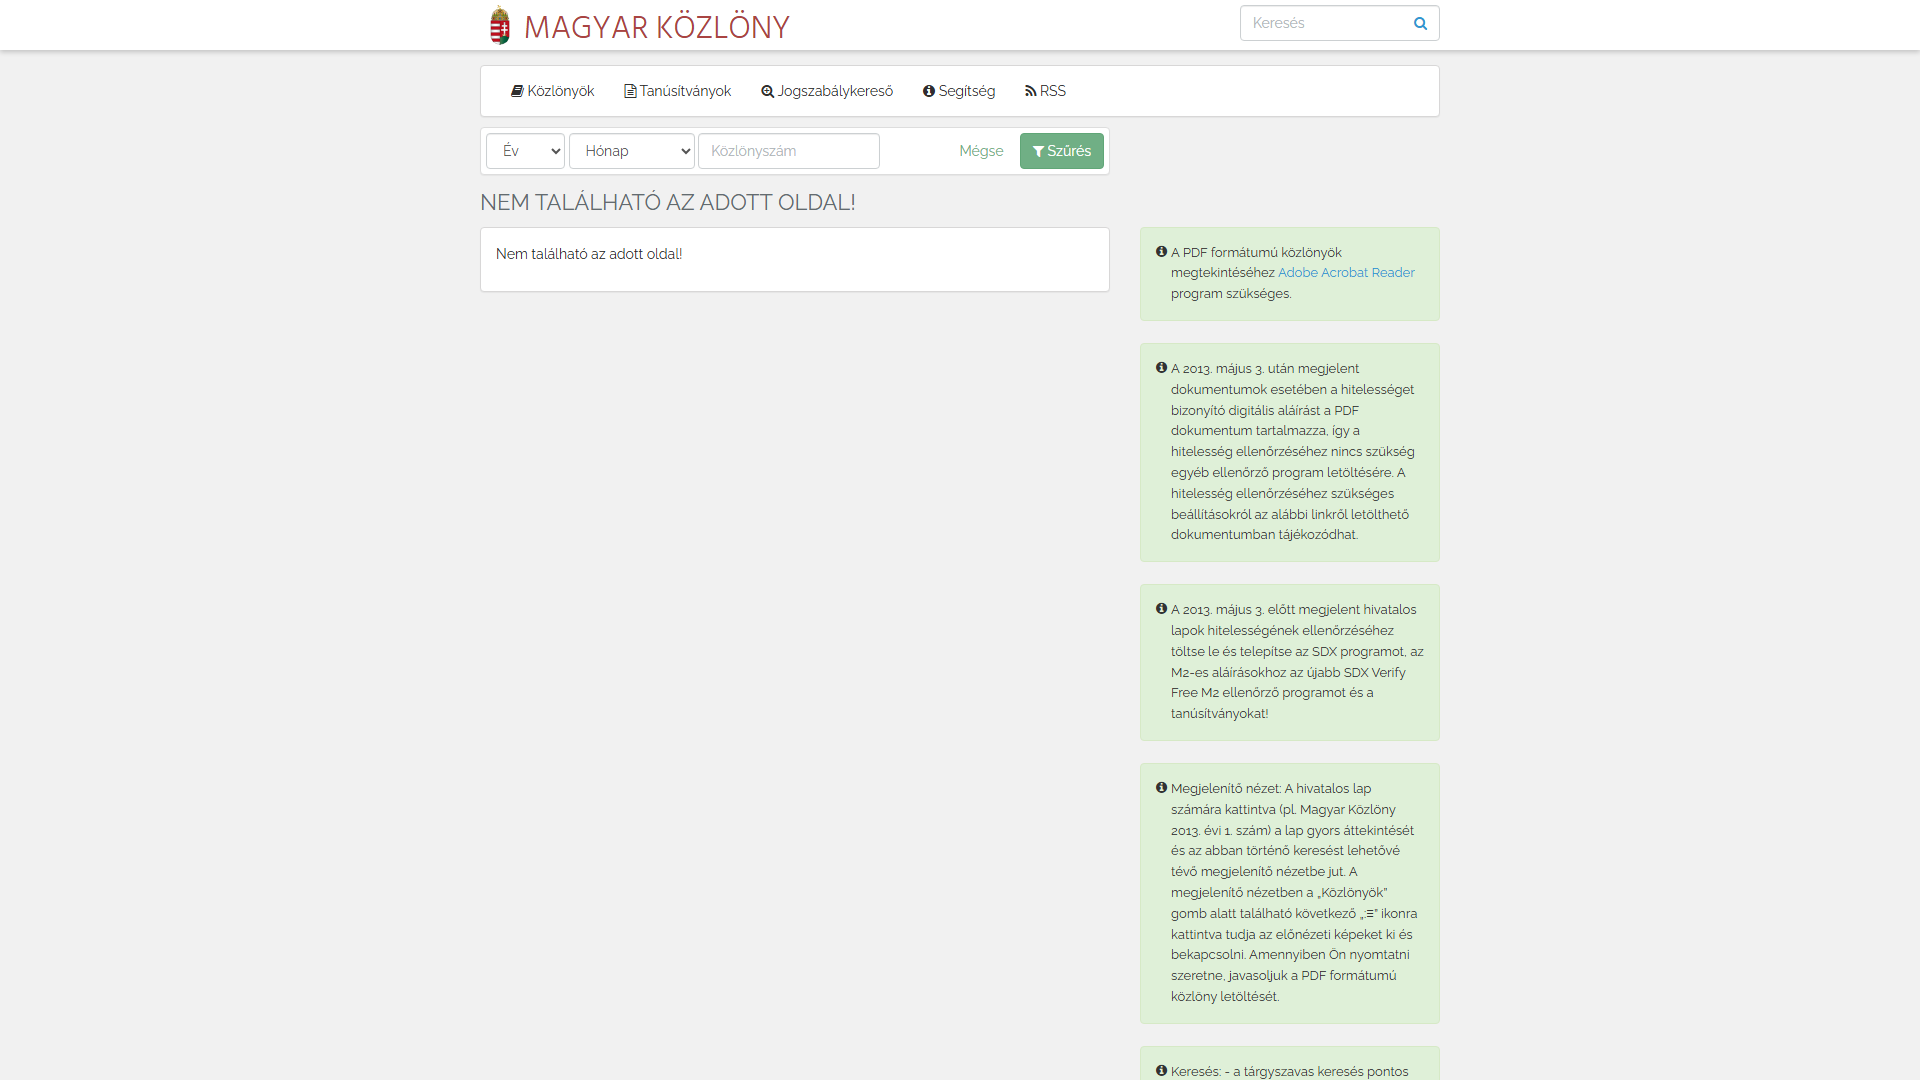 MAGYAR KÖZLÖNY
Keresés
Közlönyök Tanúsítványok Jogszabálykereső Segítség RSS
Év Hónap Közlönyszám Mégse Szűrés
NEM TALÁLHATÓ AZ ADOTT OLDAL!
Nem található az adott oldal!
A PDF formátumú közlönyök
megtekintéséhez Adobe Acrobat Reader
program szükséges.
A 2013. május 3. után megjelent
dokumentumok esetében a hitelességet
bizonyító digitális aláírást a PDF
dokumentum tartalmazza, így a
hitelesség ellenőrzéséhez nincs szükség
egyéb ellenőrző program letöltésére. A
hitelesség ellenőrzéséhez szükséges
beállításokról az alábbi linkről letölthető
dokumentumban tájékozódhat.
A 2013. május 3. előtt megjelent hivatalos
lapok hitelességének ellenőrzéséhez
töltse le és telepítse az SDX programot, az
M2-es aláírásokhoz az újabb SDX Verify
Free M2 ellenőrző programot és a
tanúsítványokat!
Megjelenítő nézet: A hivatalos lap
számára kattintva (pl. Magyar Közlöny
2013. évi 1. szám) a lap gyors áttekintését
és az abban történő keresést lehetővé
tévő megjelenítő nézetbe jut. A
megjelenítő nézetben a „Közlönyök”
gomb alatt található következő „:≡” ikonra
kattintva tudja az előnézeti képeket ki és
bekapcsolni. Amennyiben Ön nyomtatni
szeretne, javasoljuk a PDF formátumú
közlöny letöltését.
Keresés: - a tárgyszavas keresés pontos